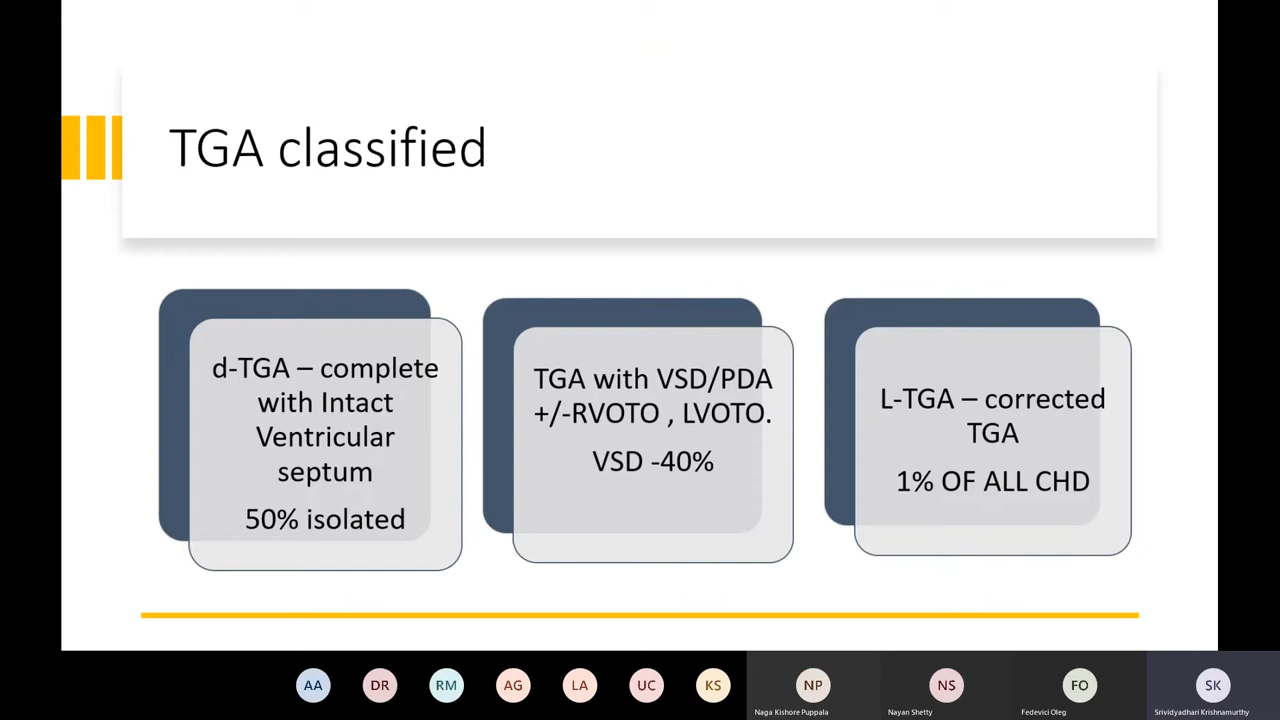 TGA classified
d-TGA – complete
with Intact
Ventricular
septum
50% isolated
TGA with VSD/PDA
+/-RVOTO , LVOTO.
VSD -40%
L-TGA – corrected
TGA
1% OF ALL CHD
AA
DR
RM
AG
LA
UC
KS
NP
Naga Kishore Puppala
NS
Nayan Shetty
FO
Fedevici Oleg
SK
Srividyadhari Krishnamurthy